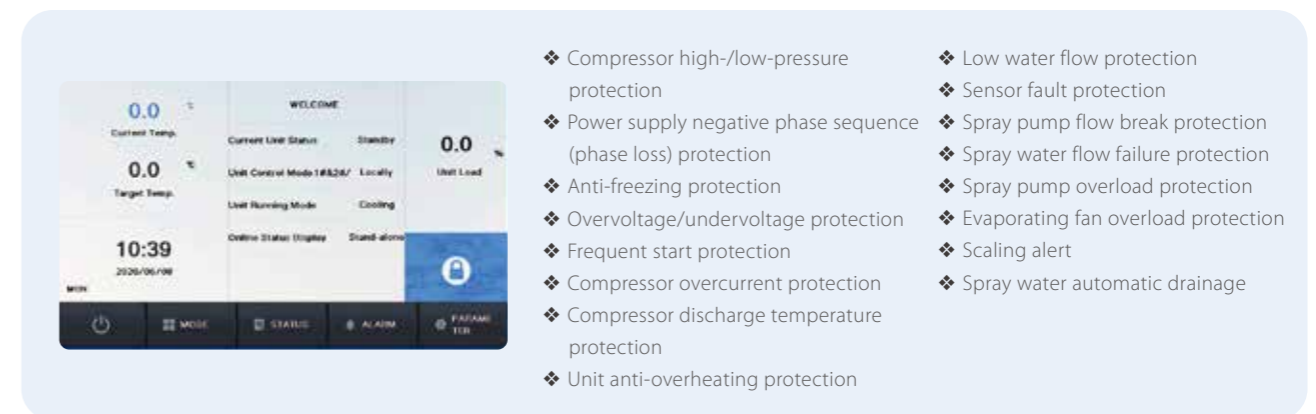 0.0 °C
Current Temp.
0.0 °C
Target Temp.
10:39
MON
WELCOME
Current Unit Status Standby
Unit Control Mode Locally
Unit Running Mode Cooling
Online Status Display Stand-alone
0.0 %
Unit Load
MODE
STATUS
ALARM
PARAME
TER
❖ Compressor high-/low-pressure
protection
❖ Power supply negative phase sequence
(phase loss) protection
❖ Anti-freezing protection
❖ Overvoltage/undervoltage protection
❖ Frequent start protection
❖ Compressor overcurrent protection
❖ Compressor discharge temperature
protection
❖ Unit anti-overheating protection
❖ Low water flow protection
❖ Sensor fault protection
❖ Spray pump flow break protection
❖ Spray water flow failure protection
❖ Spray pump overload protection
❖ Evaporating fan overload protection
❖ Scaling alert
❖ Spray water automatic drainage